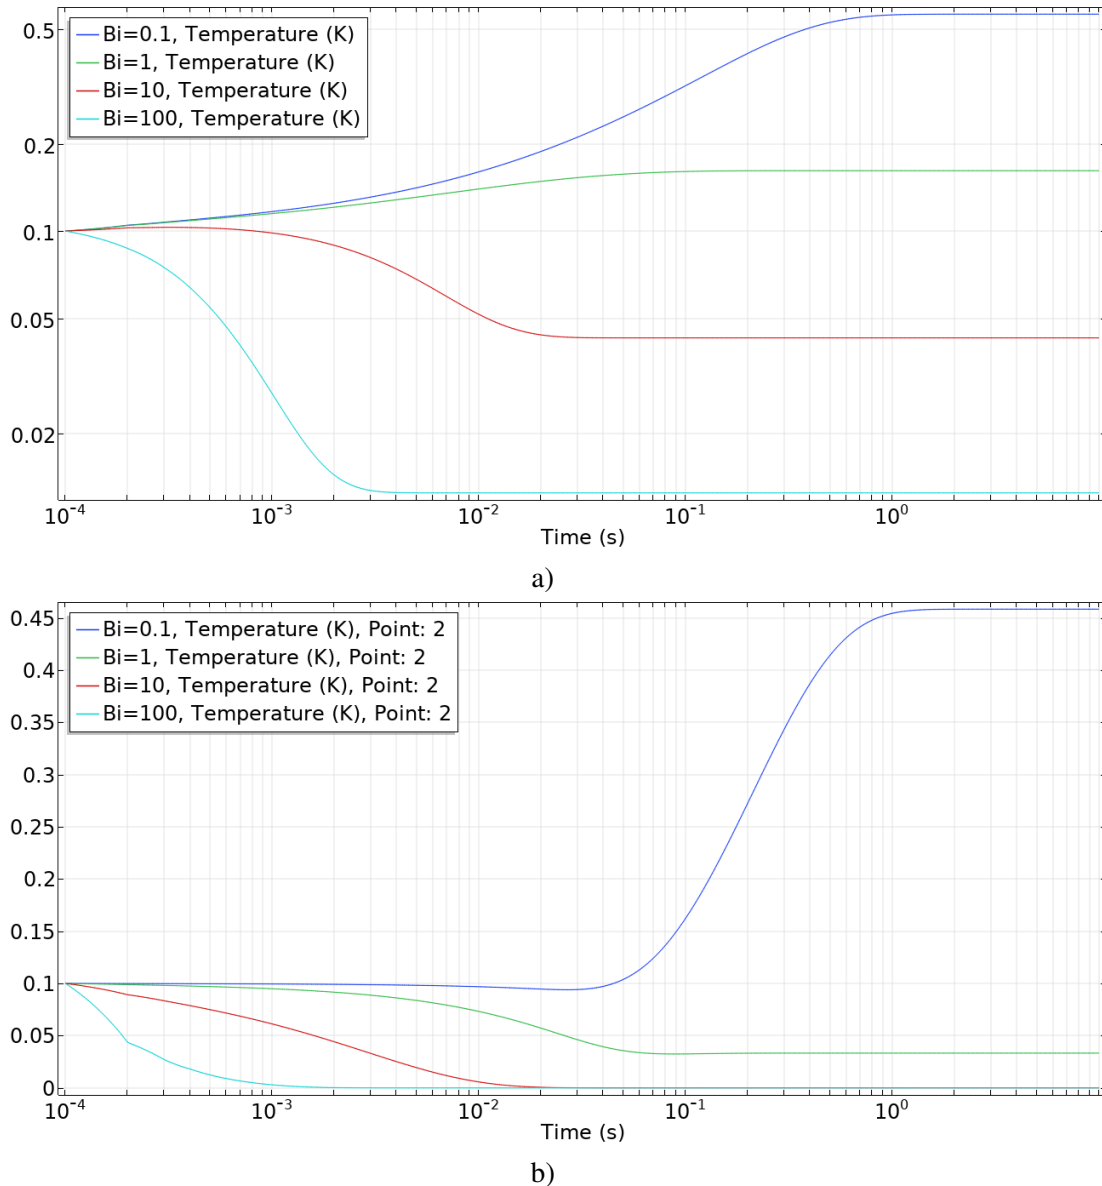 0.5
0.2
0.1
0.05
0.02
Bi=0.1, Temperature (K)
Bi=1, Temperature (K)
Bi=10, Temperature (K)
Bi=100, Temperature (K)
10⁻⁴ 10⁻³ 10⁻² 10⁻¹ 10⁰
Time (s)
a)
0.45
0.4
0.35
0.3
0.25
0.2
0.15
0.1
0.05
0
Bi=0.1, Temperature (K), Point: 2
Bi=1, Temperature (K), Point: 2
Bi=10, Temperature (K), Point: 2
Bi=100, Temperature (K), Point: 2
10⁻⁴ 10⁻³ 10⁻² 10⁻¹ 10⁰
Time (s)
b)